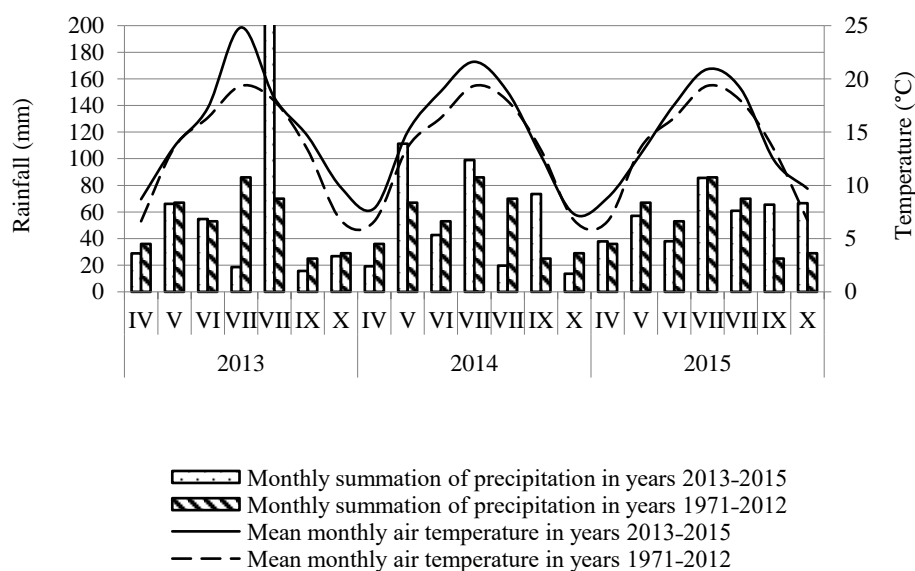 200
180
160
140
120
100
80
60
40
20
0
Rainfall (mm)
25
20
15
10
5
0
Temperature (°C)
IV V VI VII VII IX X IV V VI VII VII IX X IV V VI VII VII IX X
2013 2014 2015
Monthly summation of precipitation in years 2013-2015
Monthly summation of precipitation in years 1971-2012
Mean monthly air temperature in years 2013-2015
Mean monthly air temperature in years 1971-2012